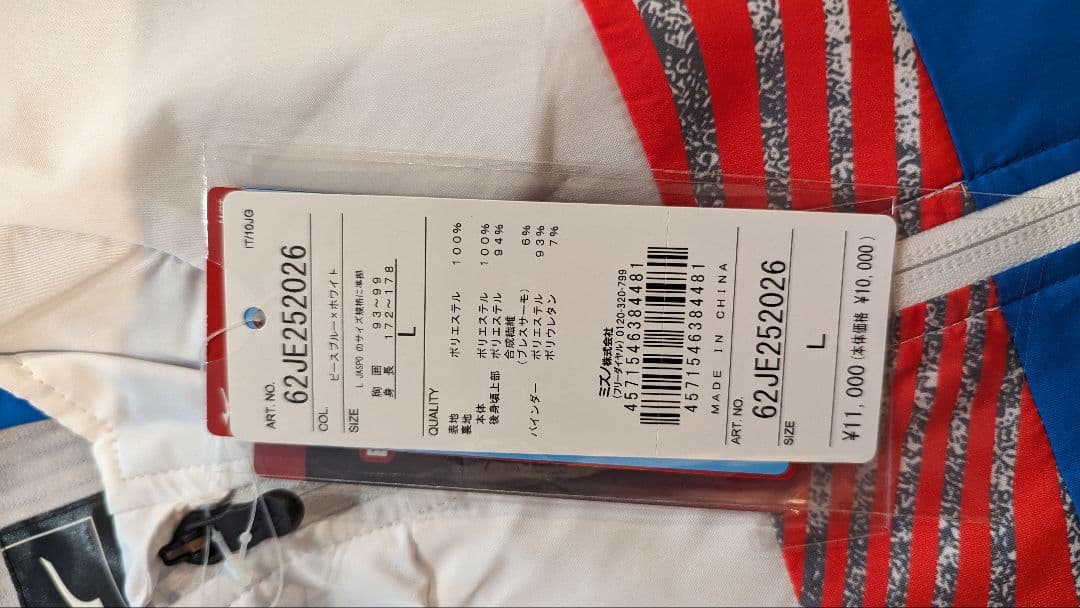 IT/10JG
ART. NO.
62JE252026
COL.
ピースブルー×ホワイト
SIZE
L JASPO のサイズ規格に準拠
胸囲 93~99
身長 172~178
L
QUALITY
表地 ポリエステル 100%
裏地
本体 ポリエステル 100%
後身頃上部 ポリエステル 94%
合成繊維 6%
(ブレスサーモ)
バインダー ポリエステル 93%
ポリウレタン 7%
ミズノ株式会社
(フリーダイヤル) 0120-320-799
4571546384481
4571546384481
MADE IN CHINA
ART. NO.
62JE252026
SIZE
L
¥11,000 (本体価格 ¥10,000)